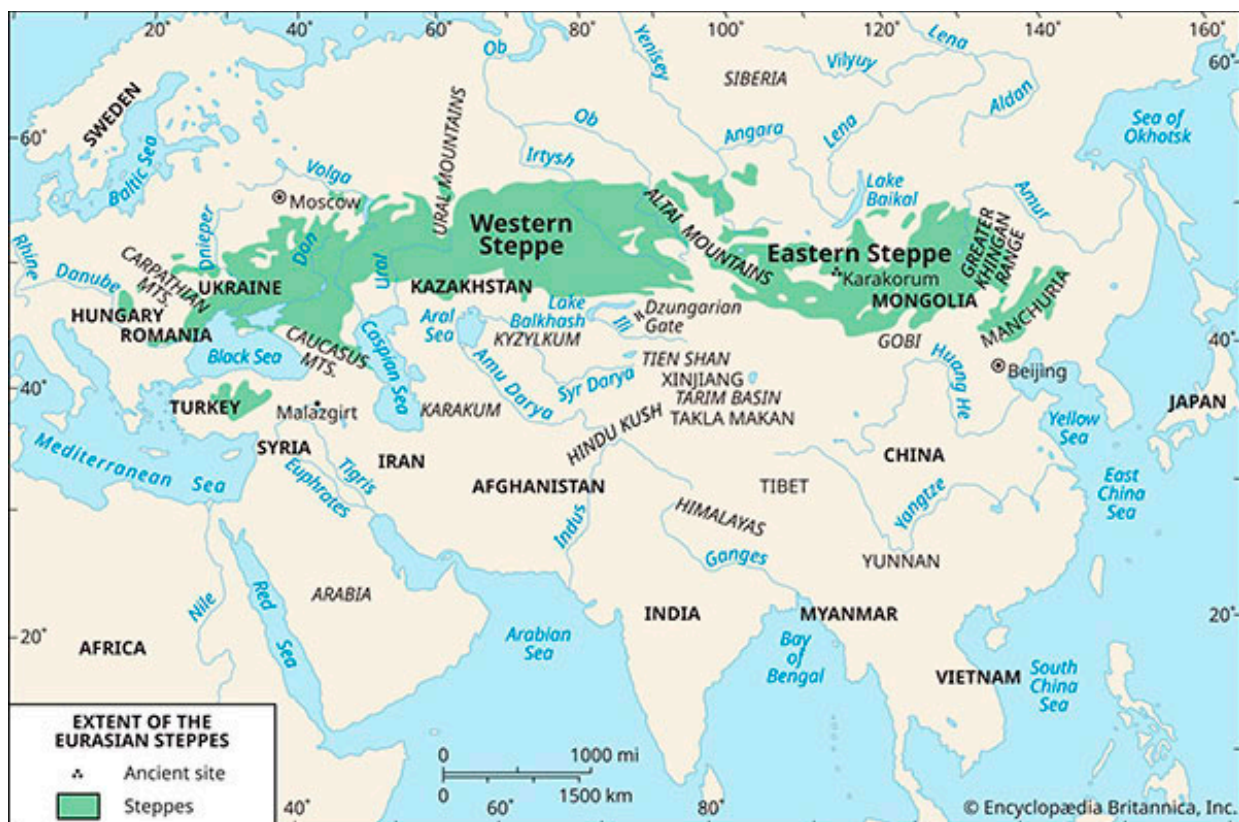 20°
40°
60°
80°
100°
120°
140°
160°
Ob
Yenisey
Lena
Vilyuy
60°
SIBERIA
SWEDEN
Aldan
Ob
Angara
Lena
Sea of
Okhotsk
60°
Baltic Sea
Volga
URAL MOUNTAINS
Irtysh
Lake
Baikal
Amur
Moscow
Western
Steppe
ALTAI MOUNTAINS
Eastern Steppe
GREATER
KHINGAN
RANGE
Rhine
Dnieper
Don
Danube
CARPATHIAN
MTS.
UKRAINE
Ural
KAZAKHSTAN
Karakorum
MONGOLIA
MANCHURIA
HUNGARY
ROMANIA
Aral
Sea
Lake
Balkhash
Ili
Dzungarian
Gate
KYZYLKUM
GOBI
40°
Black Sea
CAUCASUS
MTS.
Caspian Sea
Amu Darya
Syr Darya
TIEN SHAN
XINJIANG
TARIM BASIN
TAKLA MAKAN
Huang He
Beijing
40°
TURKEY
Malazgirt
KARAKUM
HINDU KUSH
Yellow
Sea
JAPAN
Mediterranean Sea
SYRIA
Euphrates
Tigris
IRAN
AFGHANISTAN
TIBET
CHINA
East
China
Sea
Indus
HIMALAYAS
Yangtze
Ganges
YUNNAN
Nile
Red
Sea
ARABIA
Arabian
Sea
INDIA
MYANMAR
20°
20°
AFRICA
Bay
of
Bengal
VIETNAM
South
China
Sea
EXTENT OF THE
EURASIAN STEPPES
Ancient site
Steppes
0 1000 mi
0 1500 km
40°
60°
80°
© Encyclopædia Britannica, Inc.